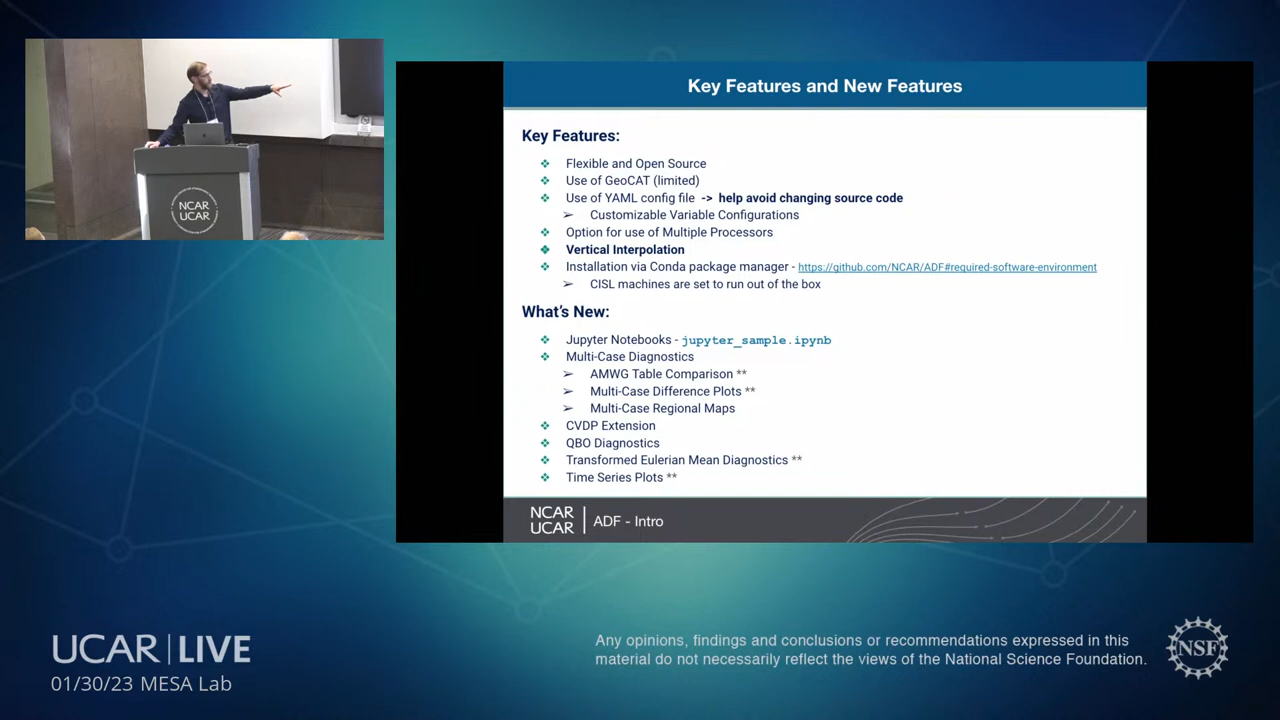 NCAR
UCAR
Key Features and New Features
Key Features:
❖ Flexible and Open Source
❖ Use of GeoCAT (limited)
❖ Use of YAML config file -> help avoid changing source code
➢ Customizable Variable Configurations
❖ Option for use of Multiple Processors
❖ Vertical Interpolation
❖ Installation via Conda package manager - https://github.com/NCAR/ADF#required-software-environment
➢ CISL machines are set to run out of the box
What's New:
❖ Jupyter Notebooks - jupyter_sample.ipynb
❖ Multi-Case Diagnostics
➢ AMWG Table Comparison **
➢ Multi-Case Difference Plots **
➢ Multi-Case Regional Maps
❖ CVDP Extension
❖ QBO Diagnostics
❖ Transformed Eulerian Mean Diagnostics **
❖ Time Series Plots **
NCAR
UCAR
ADF - Intro
UCAR | LIVE
01/30/23 MESA Lab
Any opinions, findings and conclusions or recommendations expressed in this
material do not necessarily reflect the views of the National Science Foundation.
NSF